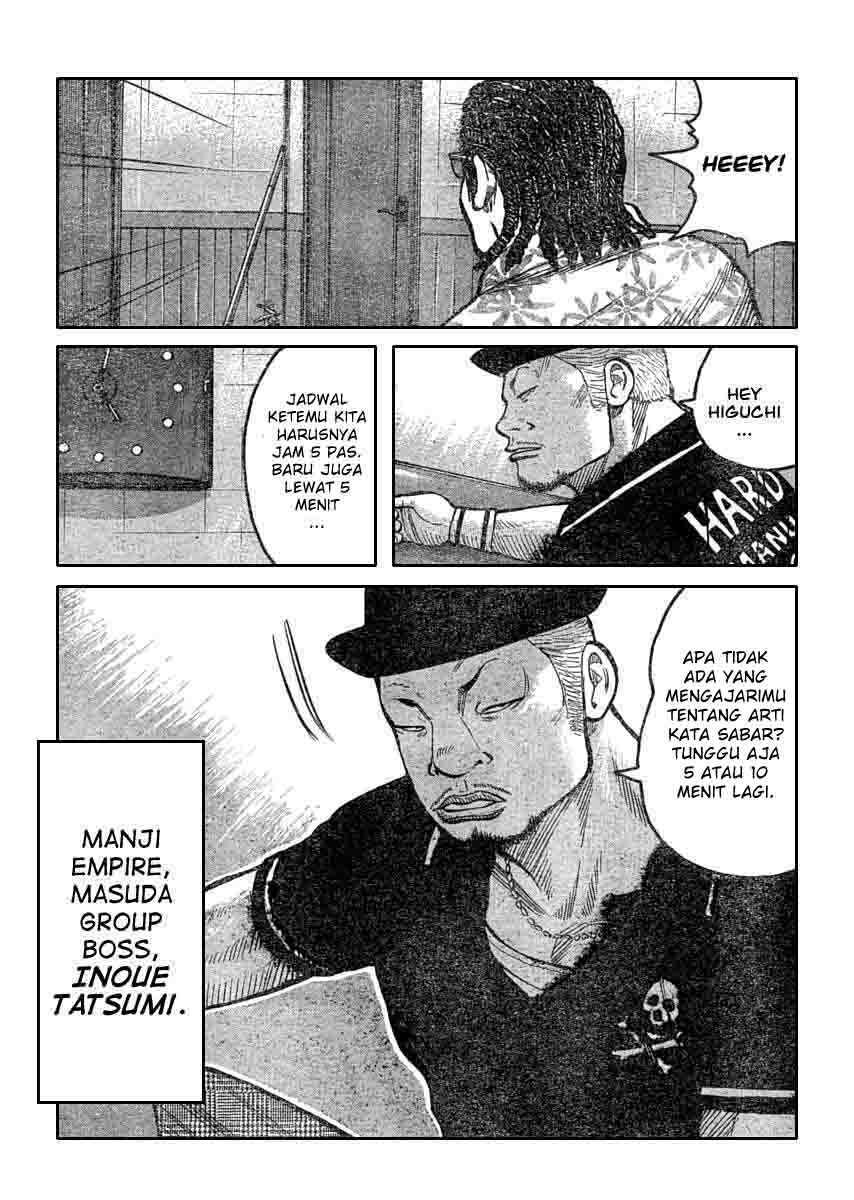 HEEEY!
HEY
HIGUCHI
...
HARD
MANIA
JADWAL
KETEMU KITA
HARUSNYA
JAM 5 PAS.
BARU JUGA
LEWAT 5
MENIT
...
APA TIDAK
ADA YANG
MENGAJARIMU
TENTANG ARTI
KATA SABAR?
TUNGGU AJA
5 ATAU 10
MENIT LAGI.
MANJI
EMPIRE,
MASUDA
GROUP
BOSS,
INOUE
TATSUMI.